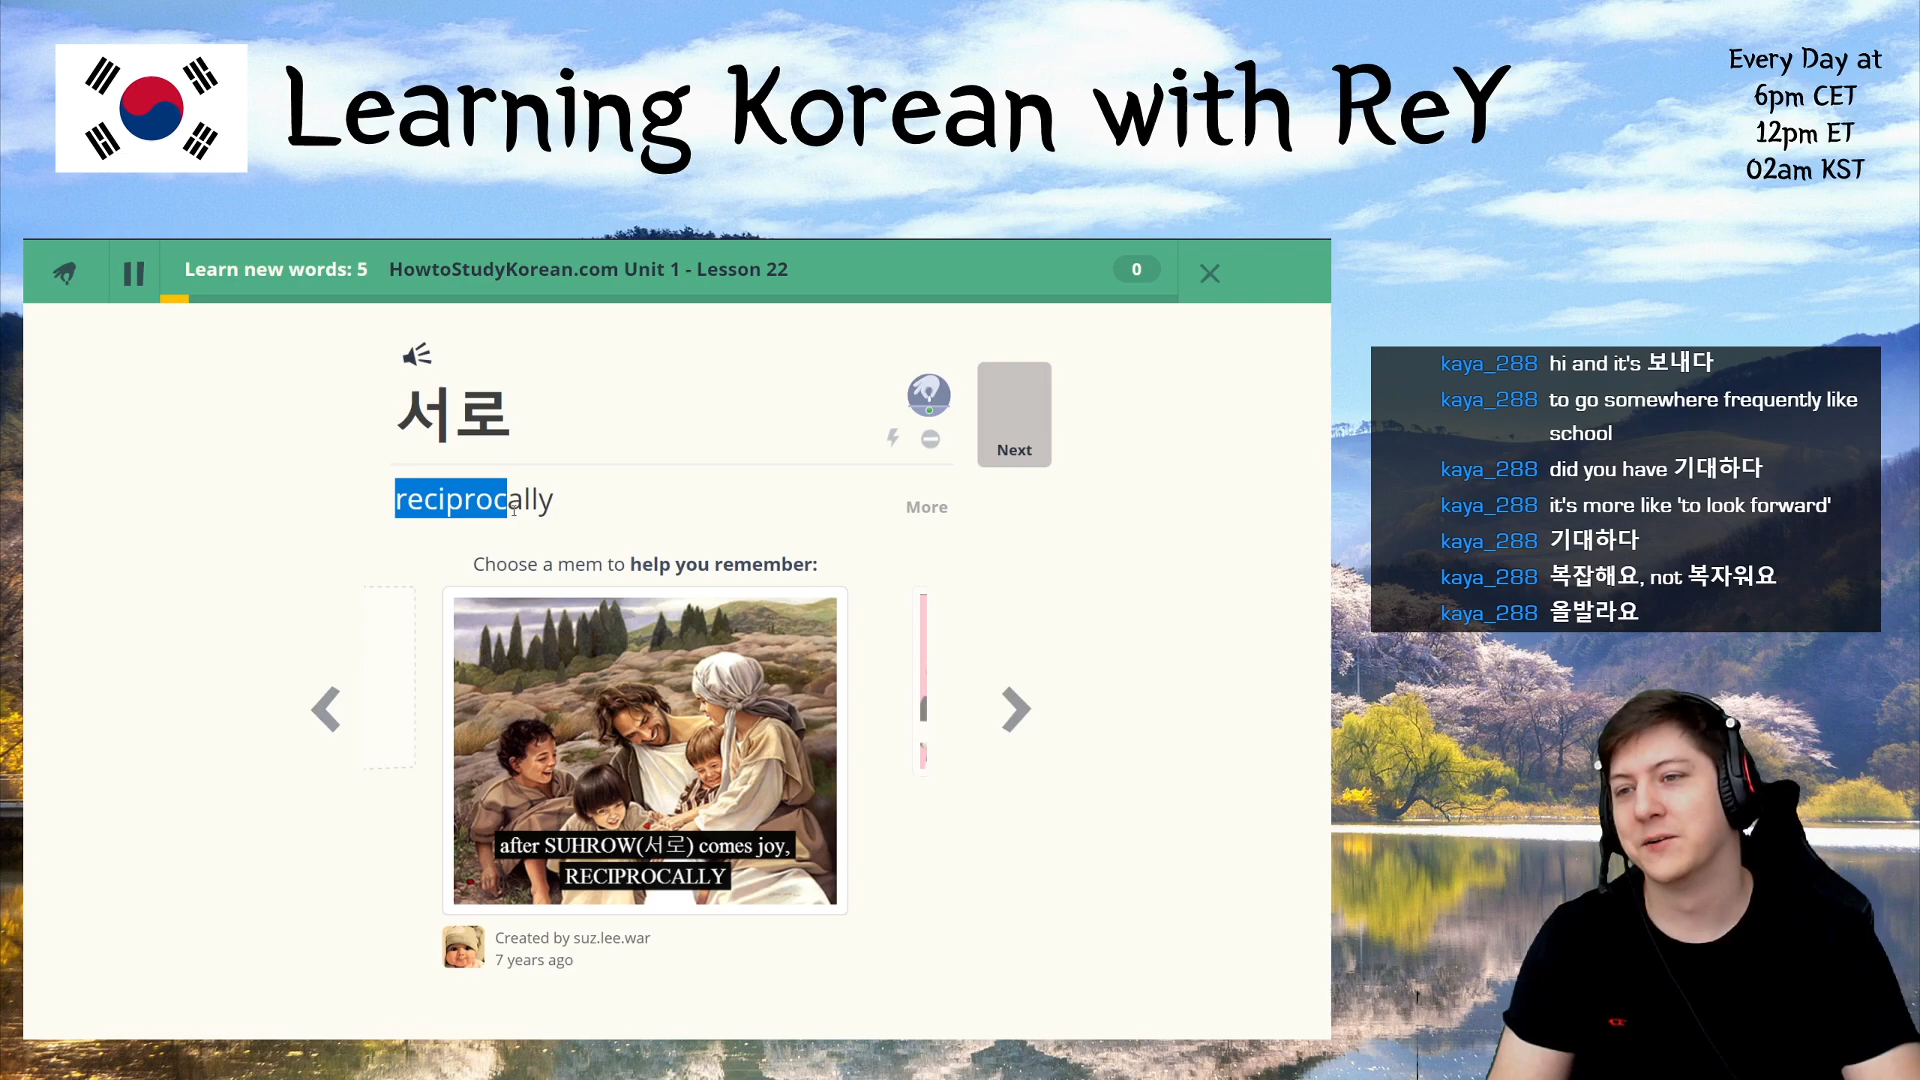 Learning Korean with ReY
Every Day at
6pm CET
12pm ET
02am KST
Learn new words: 5 HowtoStudyKorean.com Unit 1 - Lesson 22
0
서로
Next
reciprocally
More
Choose a mem to help you remember:
after SUHROW(서로) comes joy,
RECIPROCALLY
Created by suz.lee.war
7 years ago
kaya_288 hi and it's 보내다
kaya_288 to go somewhere frequently like
school
kaya_288 did you have 기대하다
kaya_288 it's more like 'to look forward'
kaya_288 기대하다
kaya_288 복잡해요, not 복자워요
kaya_288 올발라요